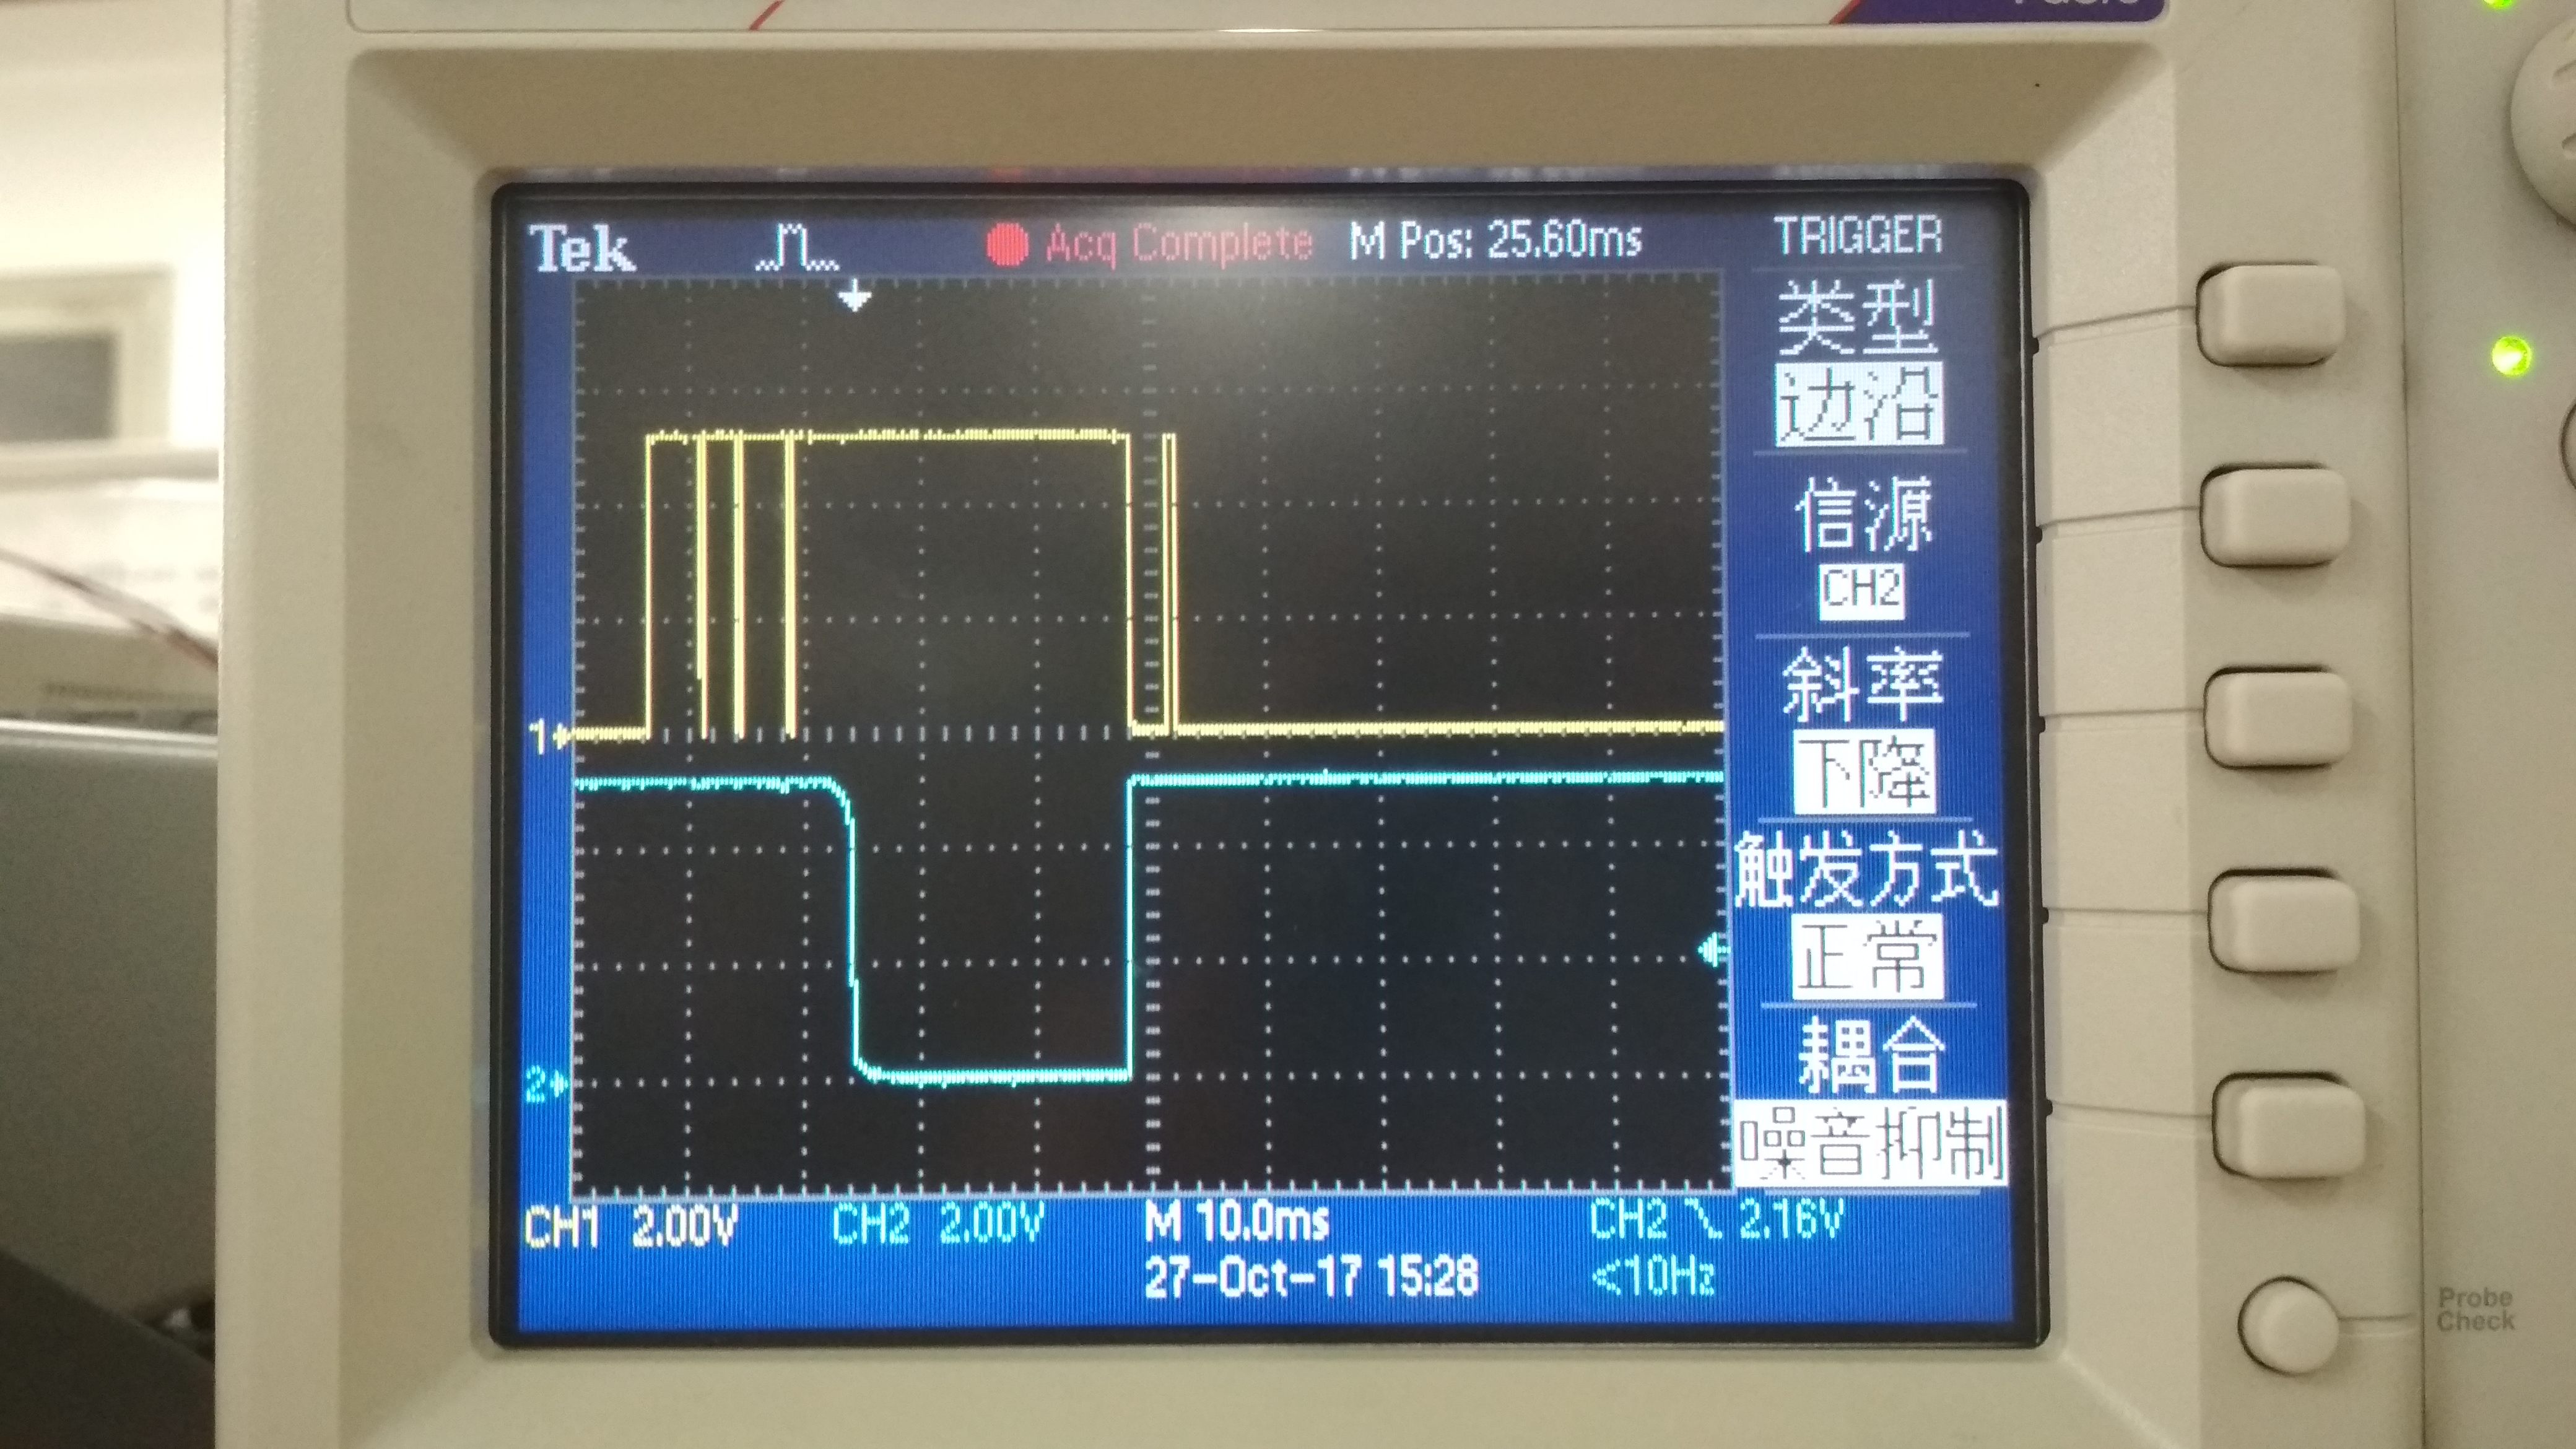 Tek Acq Complete M Pos: 25.60ms TRIGGER
类型
边沿
信源
CH2
斜率
下降
触发方式
正常
耦合
噪音抑制
1
2
CH1 2.00V CH2 2.00V M 10.0ms CH2 2.16V
27-Oct-17 15:28 <10Hz
Probe
Check